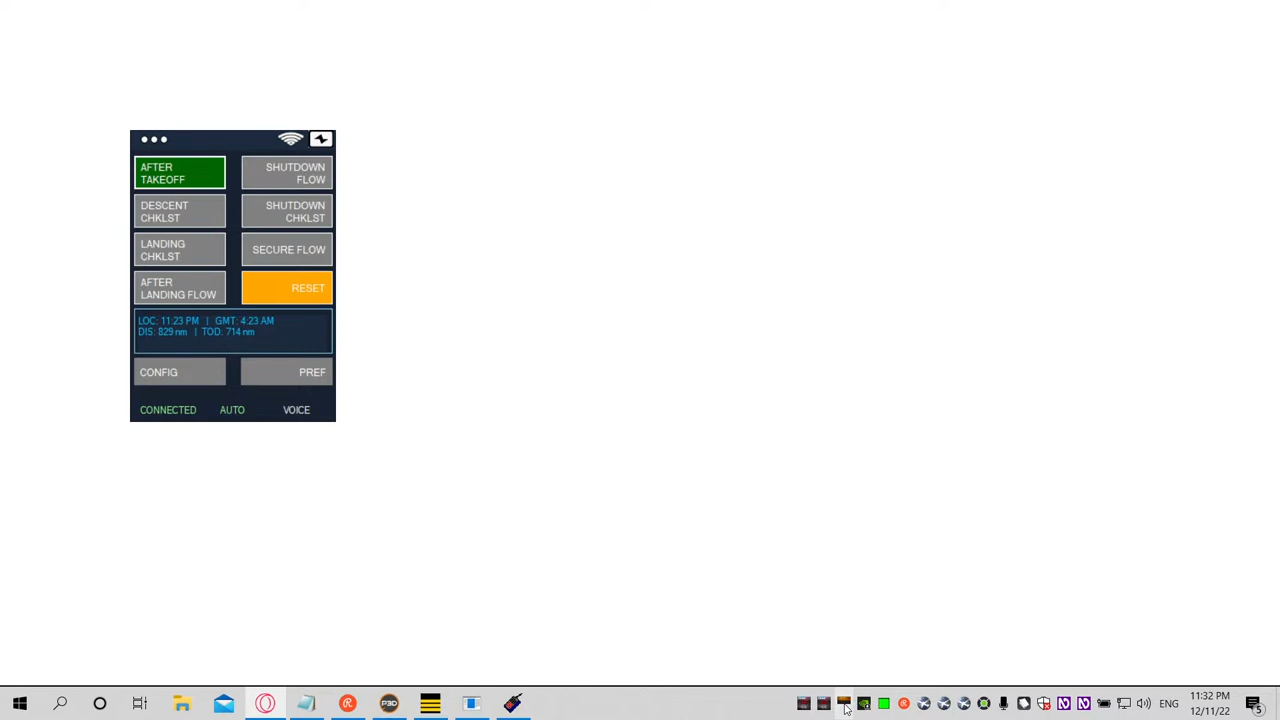 AFTER
TAKEOFF
SHUTDOWN
FLOW
DESCENT
CHKLST
SHUTDOWN
CHKLST
LANDING
CHKLST
SECURE FLOW
AFTER
LANDING FLOW
RESET
LOC: 11:23 PM | GMT: 4:23 AM
DIS: 829 nm | TOD: 714 nm
CONFIG
PREF
CONNECTED AUTO VOICE
P3D
ENG
11:32 PM
12/11/22
5